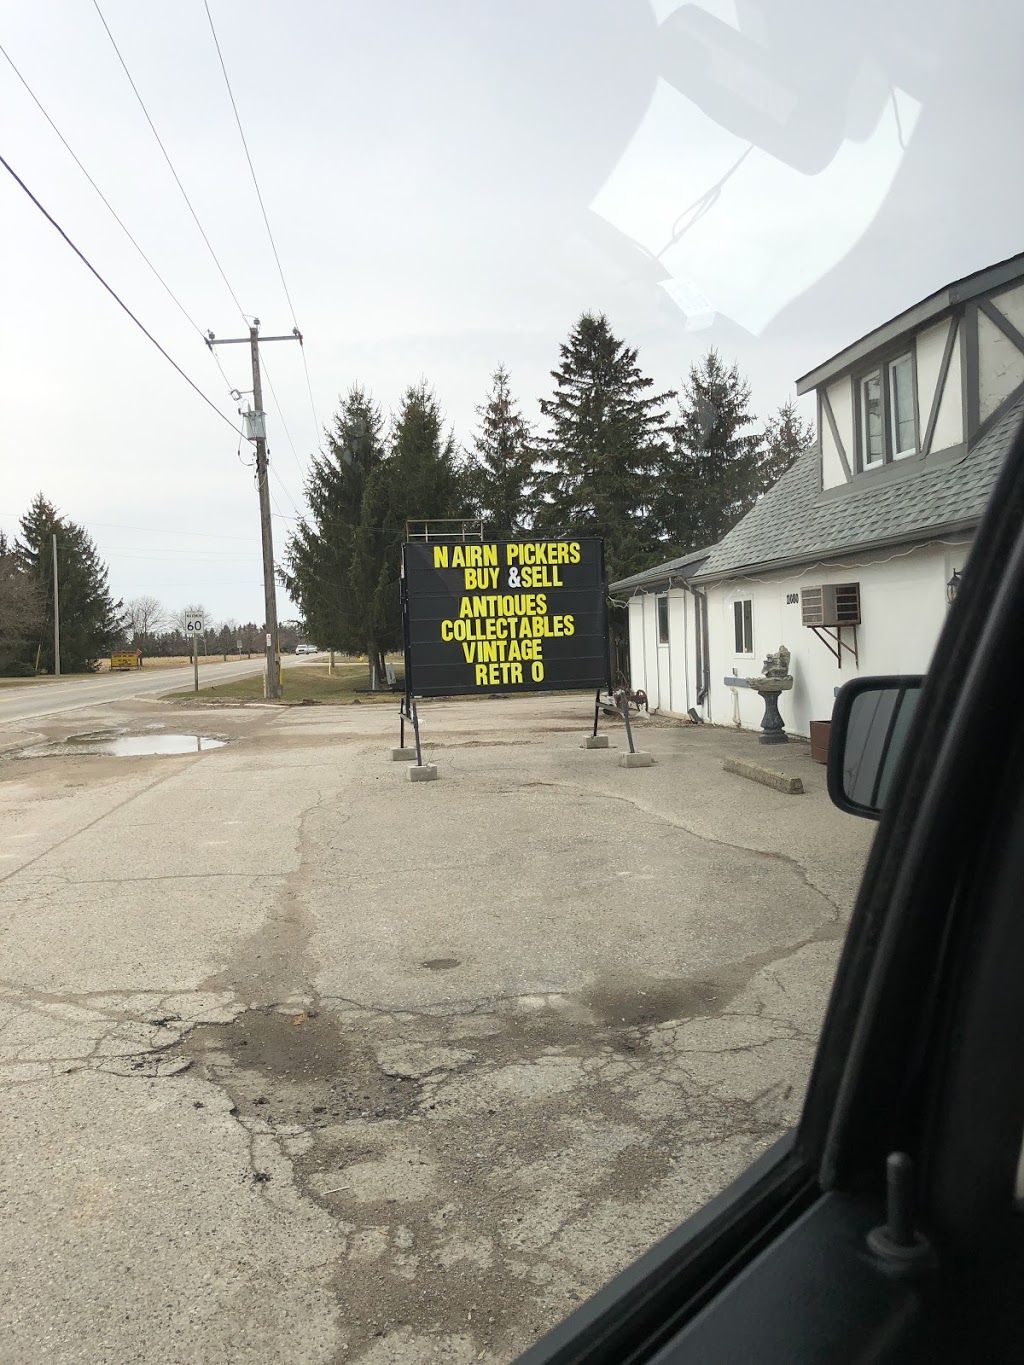 NAIRN PICKERS
BUY &SELL
ANTIQUES
COLLECTABLES
VINTAGE
RETR O
60